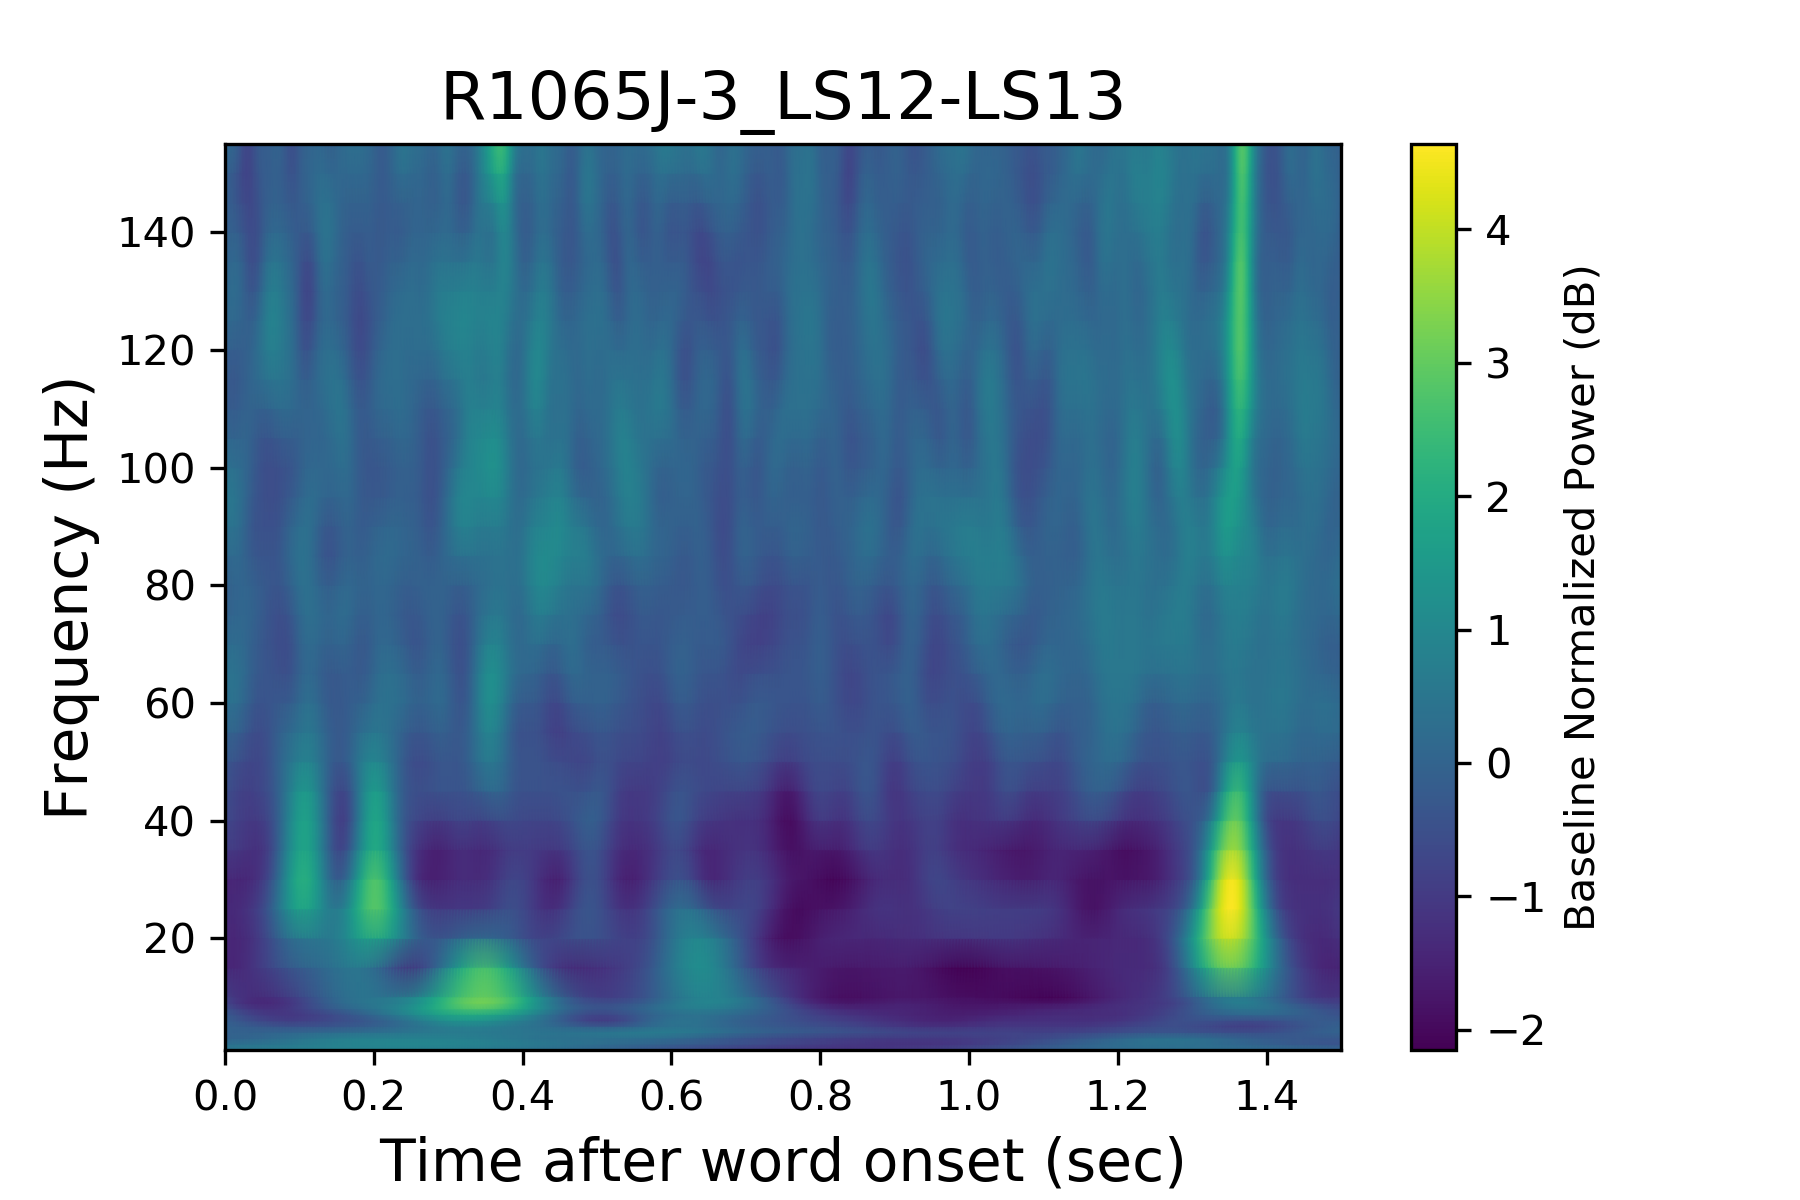 R1065J-3_LS12-LS13
Frequency (Hz)
140
120
100
80
60
40
20
0.0 0.2 0.4 0.6 0.8 1.0 1.2 1.4
Time after word onset (sec)
4
3
2
1
0
−1
−2
Baseline Normalized Power (dB)